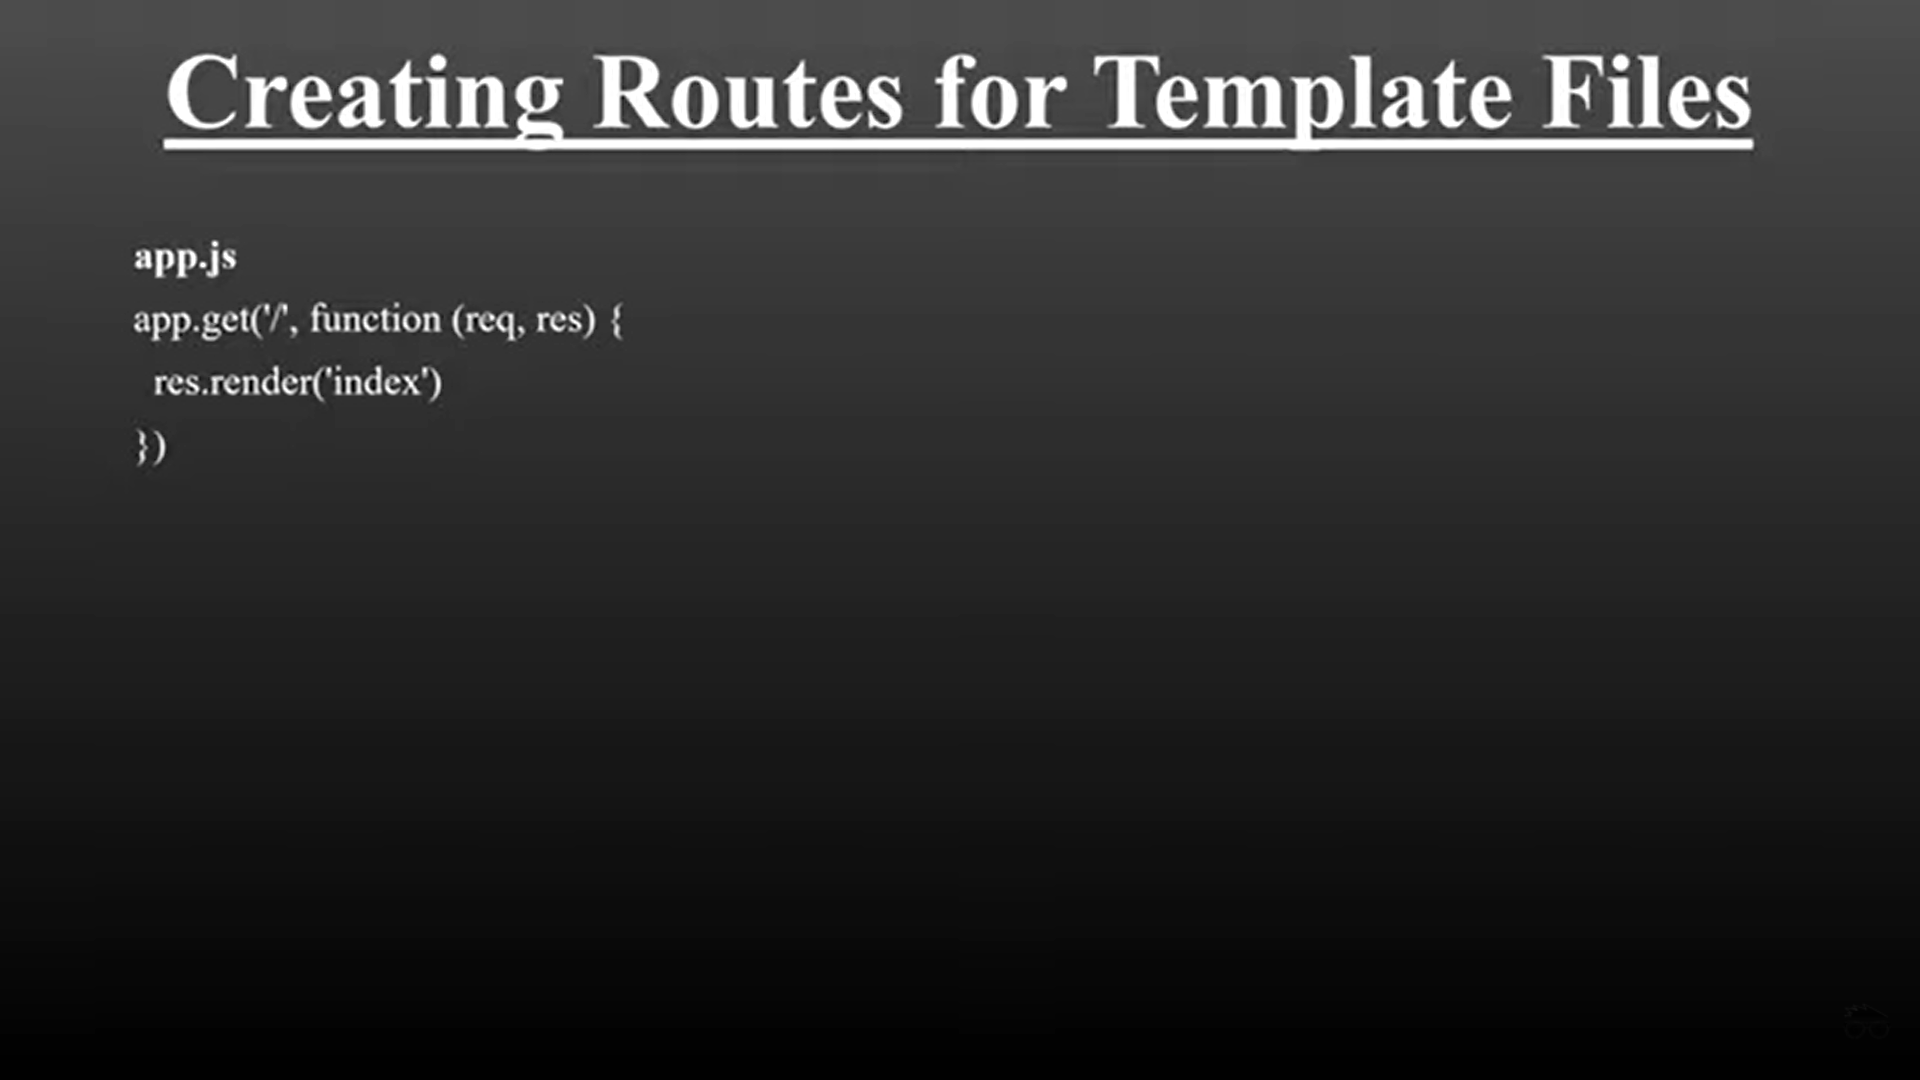 Creating Routes for Template Files
app.js
app.get('/', function (req, res) {
res.render('index')
})